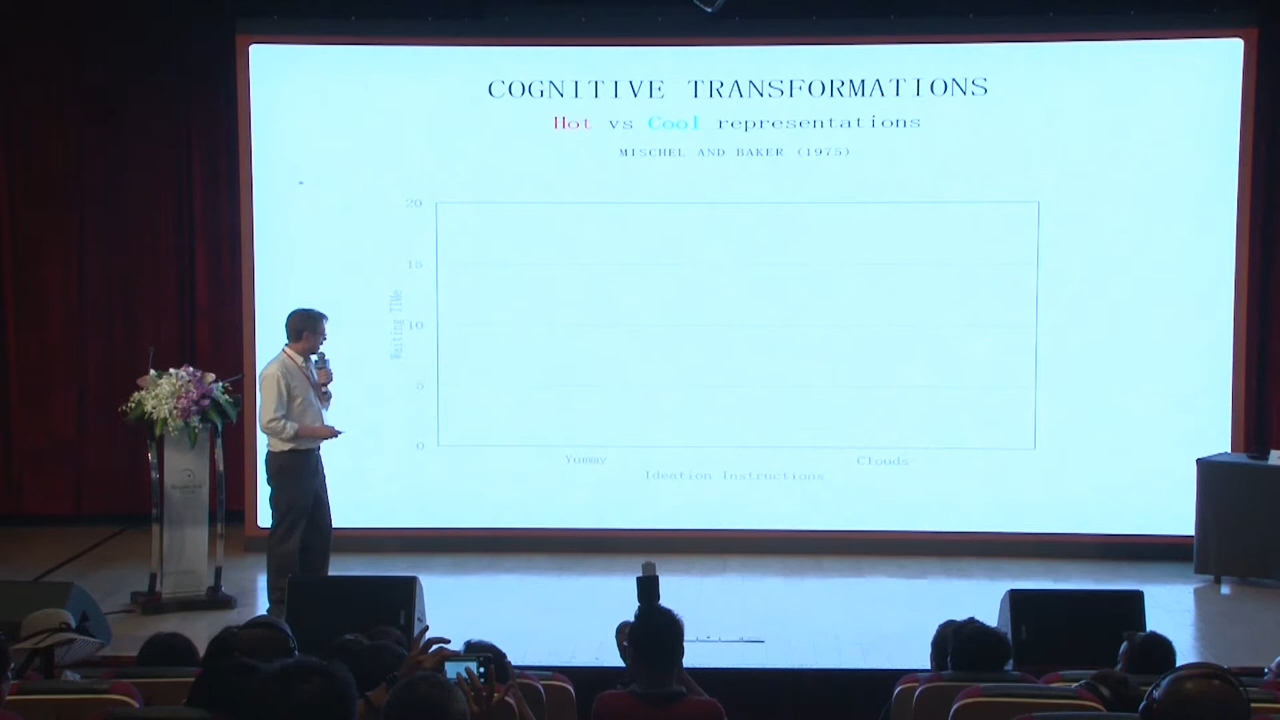 COGNITIVE TRANSFORMATIONS
Hot vs Cool representations
MISCHEL AND BAKER (1975)
20
15
10
5
0
Waiting TIMe
Yummy
Clouds
Ideation Instructions